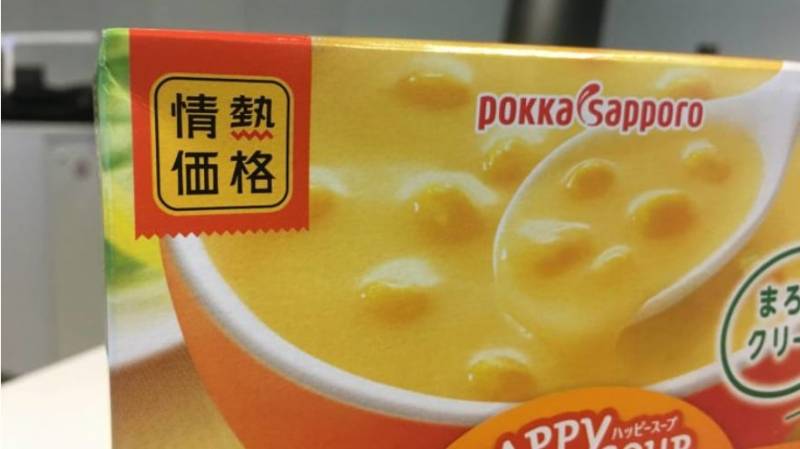 情熱
価格
pokka sapporo
まろ
クリー
APPY
ハッピースープ